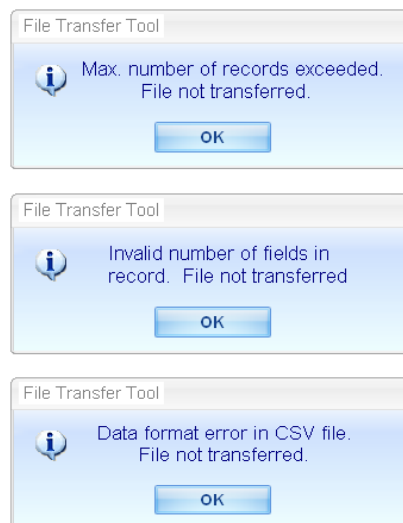 File Transfer Tool
Max. number of records exceeded.
File not transferred.
OK
File Transfer Tool
Invalid number of fields in
record.  File not transferred
OK
File Transfer Tool
Data format error in CSV file.
File not transferred.
OK